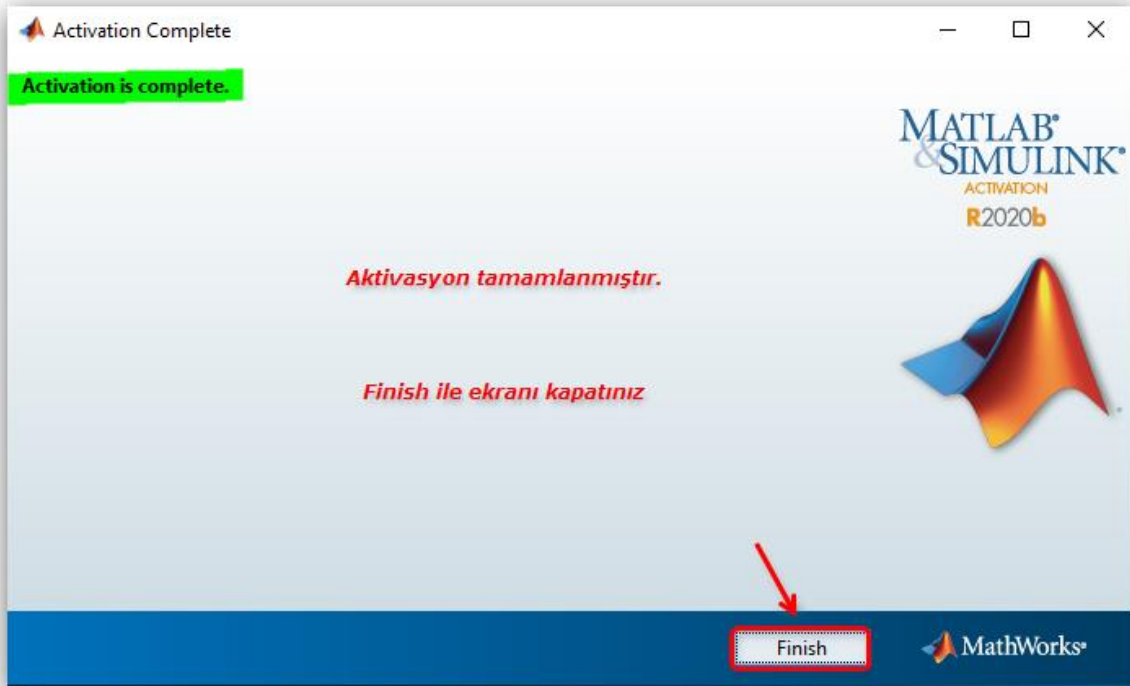 Activation Complete
Activation is complete.
MATLAB®
&SIMULINK®
ACTIVATION
R2020b
Aktivasyon tamamlanmıştır.
Finish ile ekranı kapatınız
Finish
MathWorks®